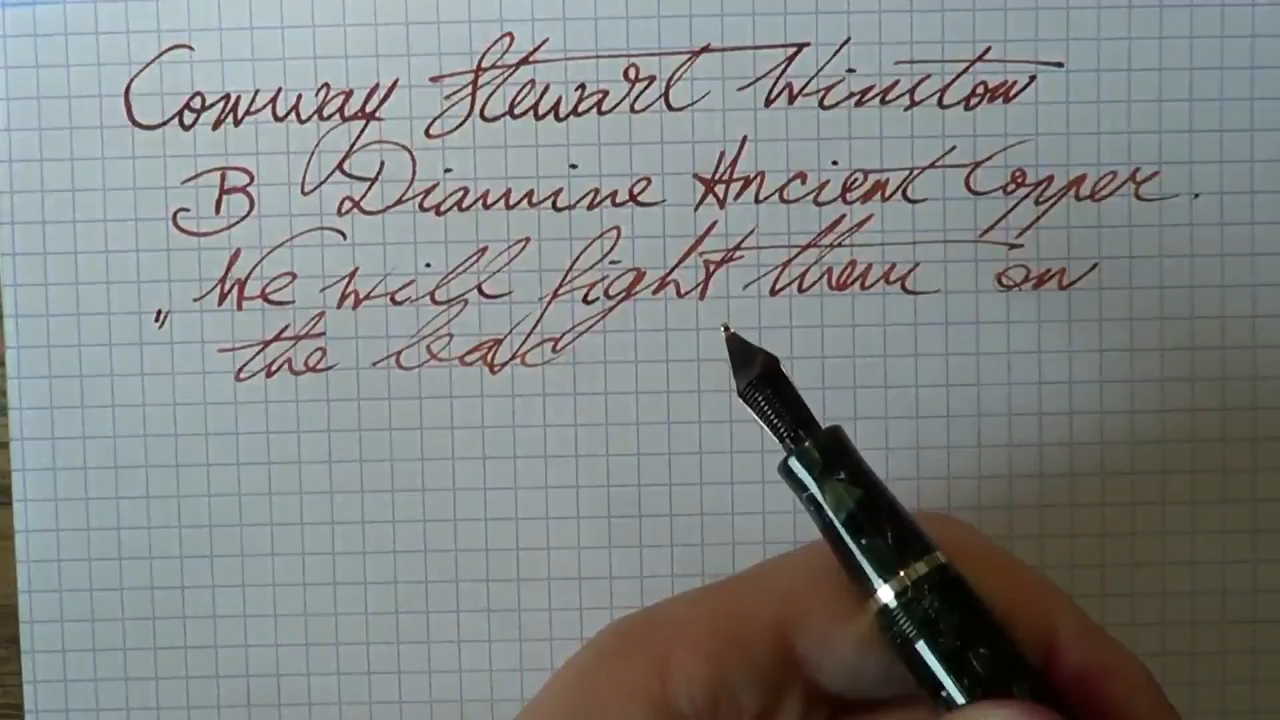 Conway Stewart Winston
B Diamine Ancient Copper.
„ We will fight them on
the beac